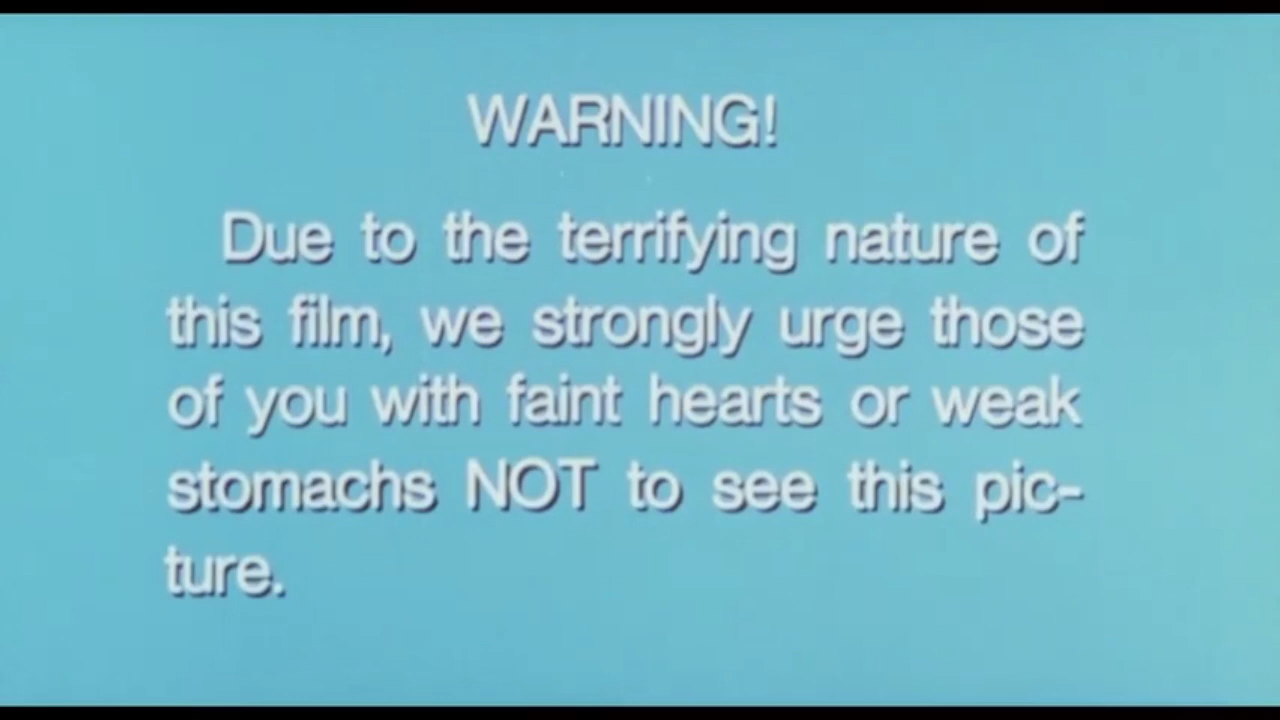 WARNING!
Due to the terrifying nature of
this film, we strongly urge those
of you with faint hearts or weak
stomachs NOT to see this pic-
ture.